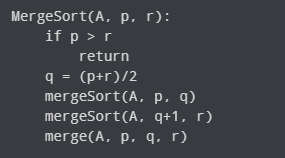 MergeSort(A, p, r):
    if p > r
        return
    q = (p+r)/2
    mergeSort(A, p, q)
    mergeSort(A, q+1, r)
    merge(A, p, q, r)